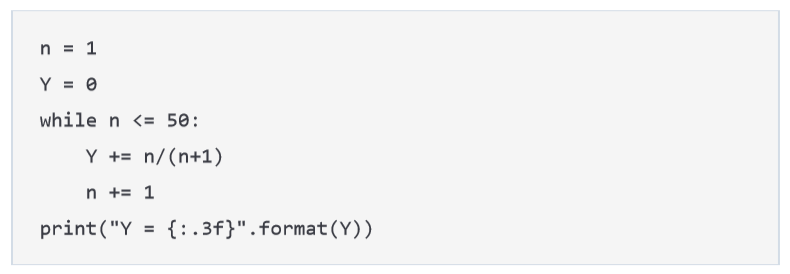 n = 1
Y = 0
while n <= 50:
    Y += n/(n+1)
    n += 1
print("Y = {:.3f}".format(Y))